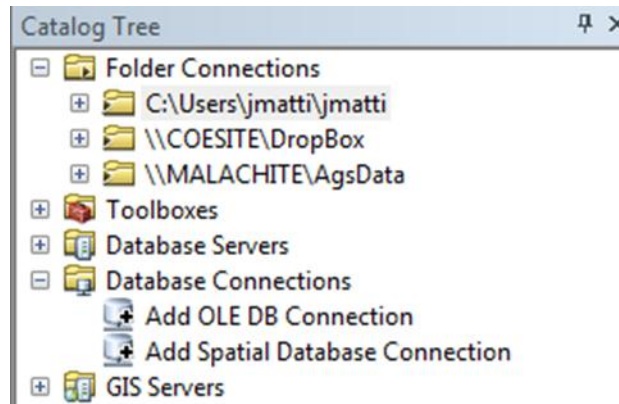 Catalog Tree
Folder Connections
C:\Users\jmatti\jmatti
\\COESITE\DropBox
\\MALACHITE\AgsData
Toolboxes
Database Servers
Database Connections
Add OLE DB Connection
Add Spatial Database Connection
GIS Servers